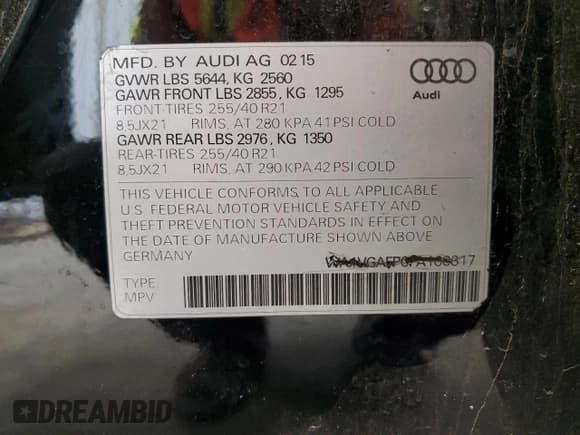 MFD. BY AUDI AG 02 15
GVWR LBS 5644, KG 2560
GAWR FRONT LBS 2855, KG 1295
FRONT-TIRES 255/40 R21
8,5JX21 RIMS, AT 280 KPA 41 PSI COLD
GAWR REAR LBS 2976, KG 1350
REAR-TIRES 255/40 R21
8,5JX21 RIMS, AT 290 KPA 42 PSI COLD
Audi
THIS VEHICLE CONFORMS TO ALL APPLICABLE
U.S. FEDERAL MOTOR VEHICLE SAFETY AND
THEFT PREVENTION STANDARDS IN EFFECT ON
THE DATE OF MANUFACTURE SHOWN ABOVE
GERMANY
TYPE:
MPV
DREAMBID